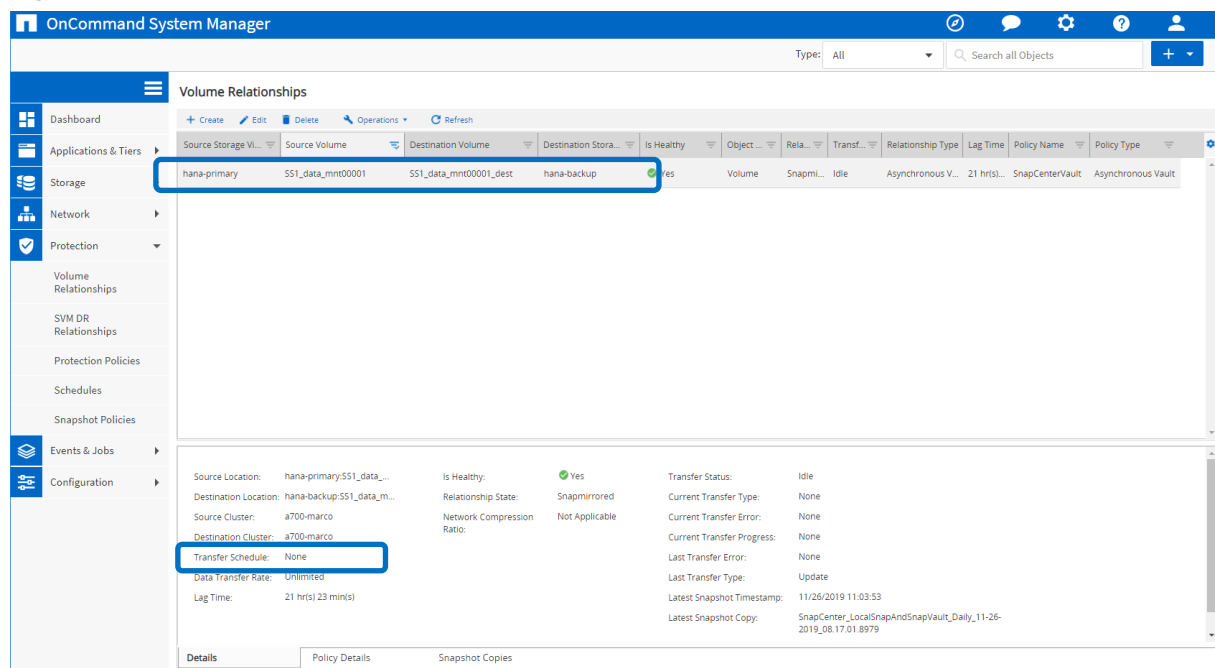 OnCommand System Manager
Type: All Search all Objects
Volume Relationships
Dashboard
Applications & Tiers
Storage
Network
Protection
Volume
Relationships
SVM DR
Relationships
Protection Policies
Schedules
Snapshot Policies
Events & Jobs
Configuration
+ Create Edit Delete Operations Refresh
Source Storage Vi... Source Volume Destination Volume Destination Stora... Is Healthy Object ... Rela... Transf... Relationship Type Lag Time Policy Name Policy Type
hana-primary SS1_data_mnt00001 SS1_data_mnt00001_dest hana-backup Yes Volume Snapmi... Idle Asynchronous V... 21 hr(s)... SnapCenterVault Asynchronous Vault
Source Location: hana-primary:SS1_data_...
Destination Location: hana-backup:SS1_data_m...
Source Cluster: a700-marco
Destination Cluster: a700-marco
Transfer Schedule: None
Data Transfer Rate: Unlimited
Lag Time: 21 hr(s) 23 min(s)
Is Healthy: Yes
Relationship State: Snapmirrored
Network Compression Not Applicable
Ratio:
Transfer Status: Idle
Current Transfer Type: None
Current Transfer Error: None
Current Transfer Progress: None
Last Transfer Error: None
Last Transfer Type: Update
Latest Snapshot Timestamp: 11/26/2019 11:03:53
Latest Snapshot Copy: SnapCenter_LocalSnapAndSnapVault_Daily_11-26-
2019_08.17.01.8979
Details Policy Details Snapshot Copies